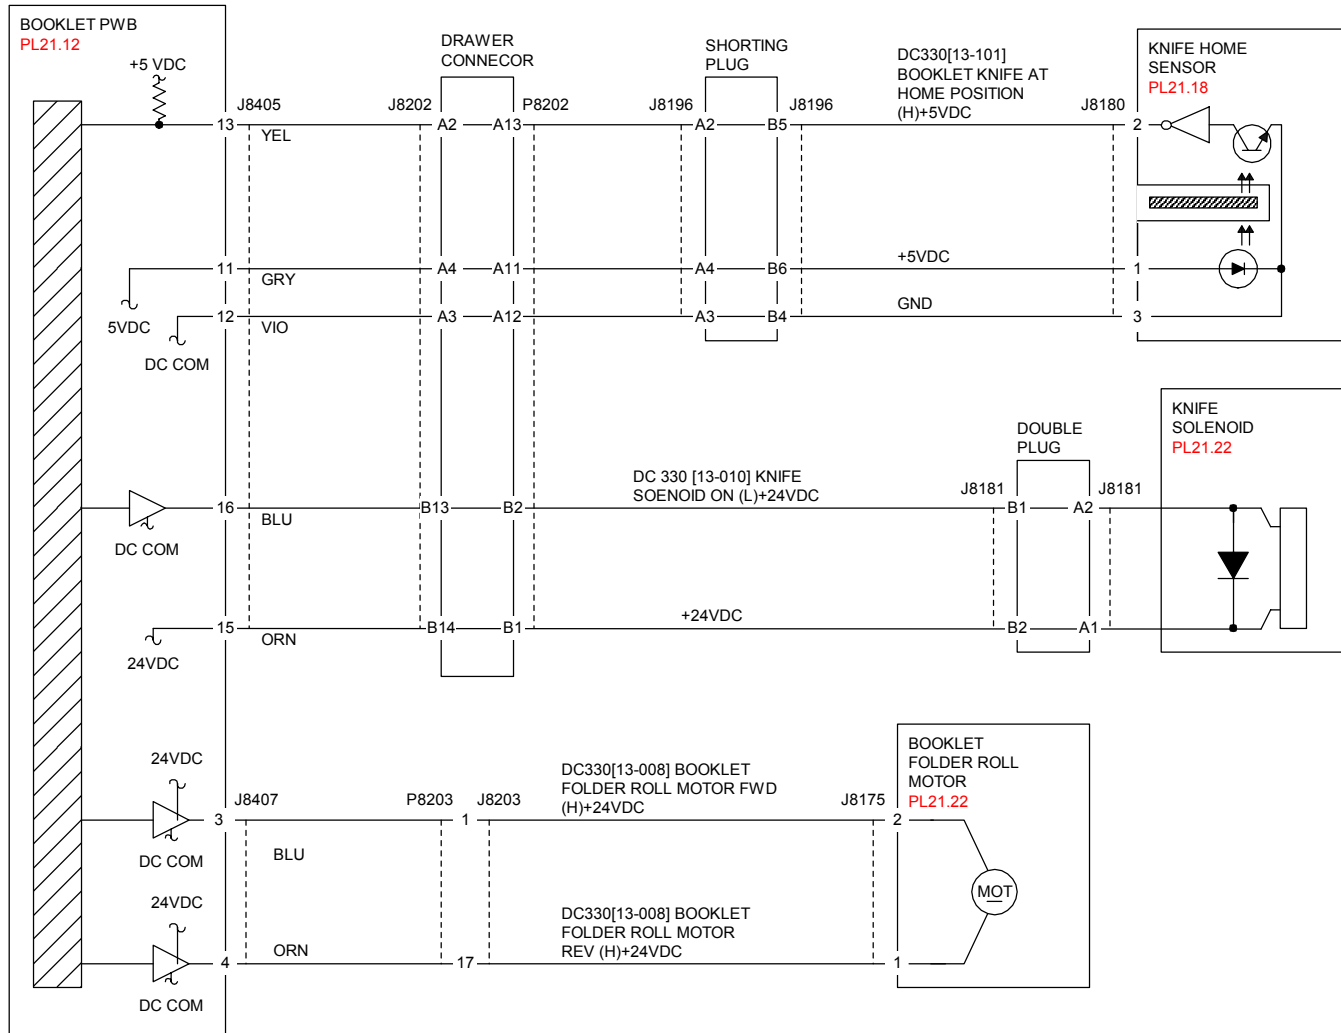 BOOKLET PWB
PL21.12
+5 VDC
DRAWER
CONNECOR
SHORTING
PLUG
DC330[13-101]
BOOKLET KNIFE AT
HOME POSITION
(H)+5VDC
KNIFE HOME
SENSOR
PL21.18
J8405
J8202
P8202
J8196
J8196
J8180
13
YEL
A2
A13
A2
B5
2
11
GRY
A4
A11
A4
B6
+5VDC
1
5VDC
12
VIO
A3
A12
A3
B4
GND
3
DC COM
DOUBLE
PLUG
KNIFE
SOLENOID
PL21.22
DC 330 [13-010] KNIFE
SOENOID ON (L)+24VDC
J8181
J8181
16
BLU
B13
B2
B1
A2
DC COM
15
ORN
B14
B1
+24VDC
B2
A1
24VDC
BOOKLET
FOLDER ROLL
MOTOR
PL21.22
24VDC
DC330[13-008] BOOKLET
FOLDER ROLL MOTOR FWD
(H)+24VDC
J8407
P8203
J8203
J8175
3
1
2
DC COM
BLU
MOT
24VDC
DC330[13-008] BOOKLET
FOLDER ROLL MOTOR
REV (H)+24VDC
4
ORN
17
1
DC COM